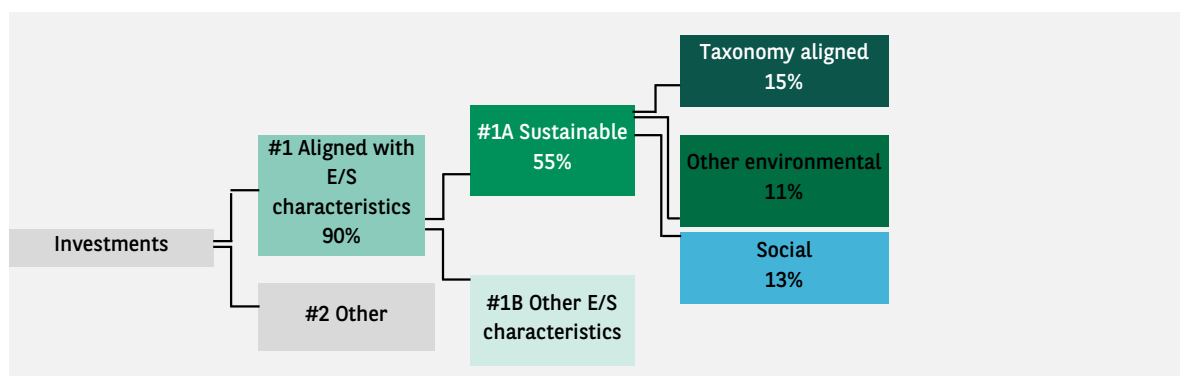 Investments
#1 Aligned with
E/S
characteristics
90%
#2 Other
#1A Sustainable
55%
#1B Other E/S
characteristics
Taxonomy aligned
15%
Other environmental
11%
Social
13%